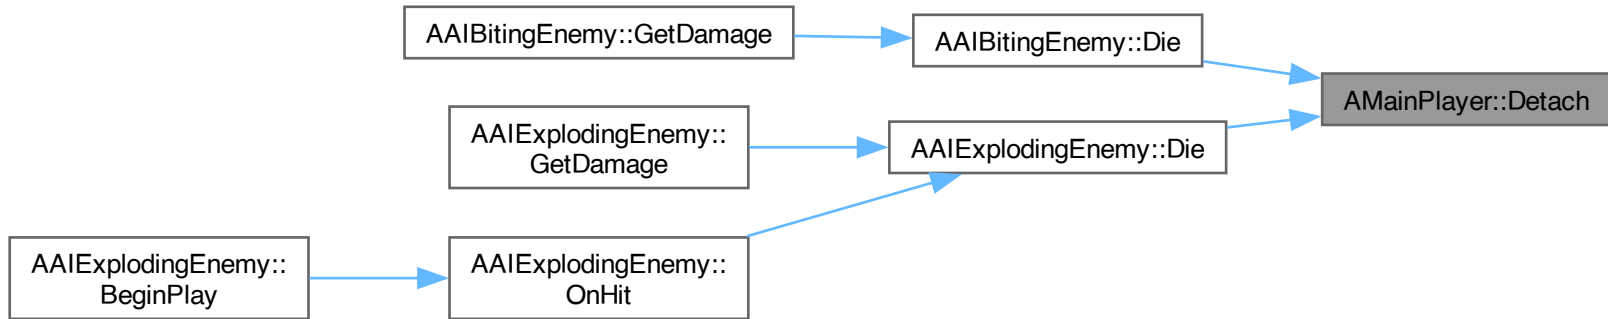 AAIBitingEnemy::GetDamage
AAIBitingEnemy::Die
AMainPlayer::Detach
AAIExplodingEnemy::
GetDamage
AAIExplodingEnemy::Die
AAIExplodingEnemy::
BeginPlay
AAIExplodingEnemy::
OnHit